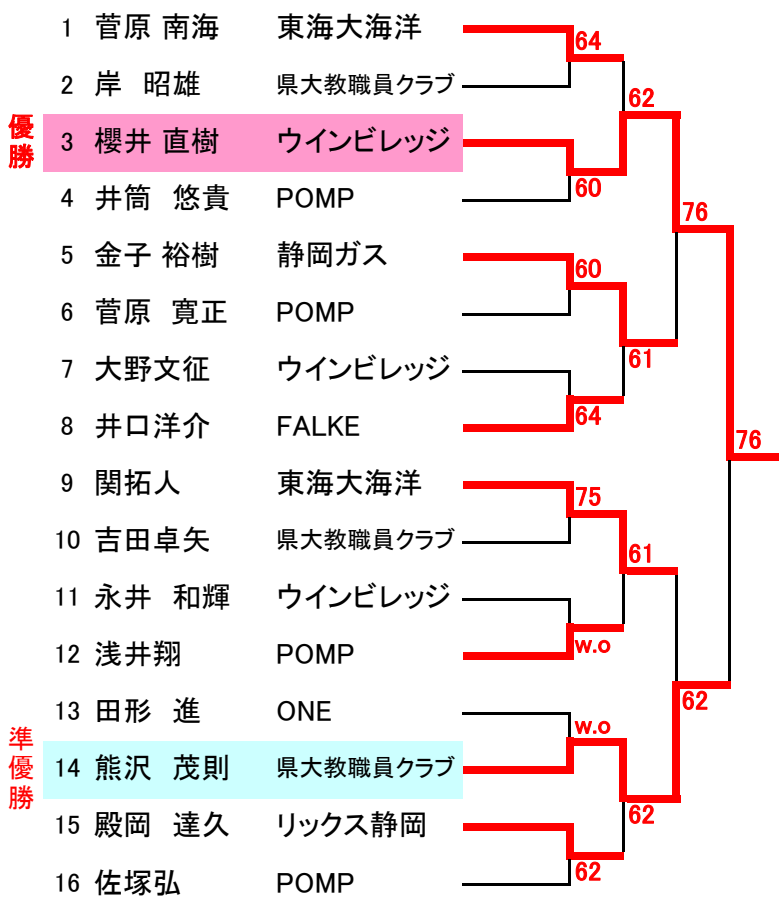 1 菅原 南海 東海大海洋 64
2 岸 昭雄 県大教職員クラブ
62
優勝 3 櫻井 直樹 ウインビレッジ
60
4 井筒 悠貴 POMP
76
5 金子 裕樹 静岡ガス 60
6 菅原 寛正 POMP
61
7 大野文征 ウインビレッジ
64
8 井口洋介 FALKE
76
9 関拓人 東海大海洋 75
10 吉田卓矢 県大教職員クラブ
61
11 永井 和輝 ウインビレッジ
w.o
12 浅井翔 POMP
62
13 田形 進 ONE
w.o
準優勝 14 熊沢 茂則 県大教職員クラブ
62
15 殿岡 達久 リックス静岡
62
16 佐塚弘 POMP